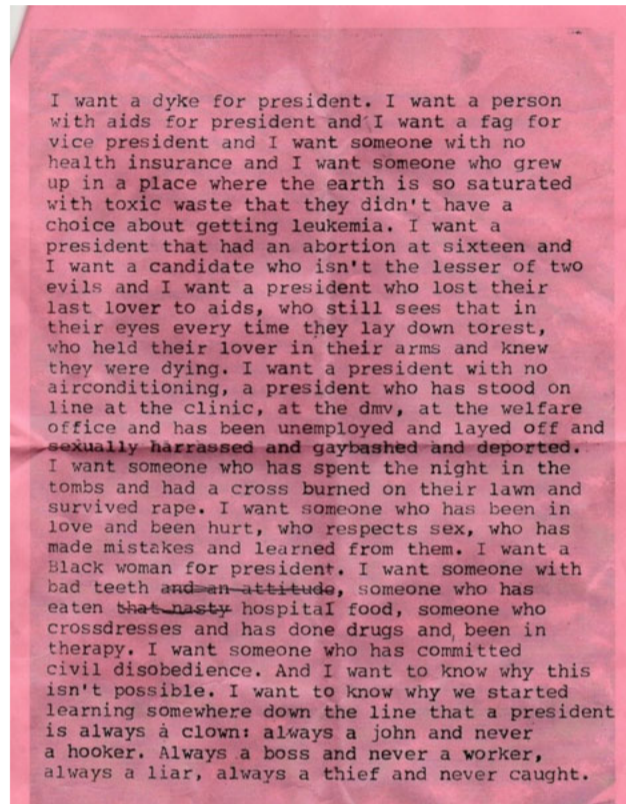 I want a dyke for president. I want a person
with aids for president and I want a fag for
vice president and I want someone with no
health insurance and I want someone who grew
up in a place where the earth is so saturated
with toxic waste that they didn't have a
choice about getting leukemia. I want a
president that had an abortion at sixteen and
I want a candidate who isn't the lesser of two
evils and I want a president who lost their
last lover to aids, who still sees that in
their eyes every time they lay down torest,
who held their lover in their arms and knew
they were dying. I want a president with no
airconditioning, a president who has stood on
line at the clinic, at the dmv, at the welfare
office and has been unemployed and layed off and
sexually harrassed and gaybashed and deported.
I want someone who has spent the night in the
tombs and had a cross burned on their lawn and
survived rape. I want someone who has been in
love and been hurt, who respects sex, who has
made mistakes and learned from them. I want a
Black woman for president. I want someone with
bad teeth and an attitude, someone who has
eaten that nasty hospital food, someone who
crossdresses and has done drugs and been in
therapy. I want someone who has committed
civil disobedience. And I want to know why this
isn't possible. I want to know why we started
learning somewhere down the line that a president
is always a clown: always a john and never
a hooker. Always a boss and never a worker,
always a liar, always a thief and never caught.